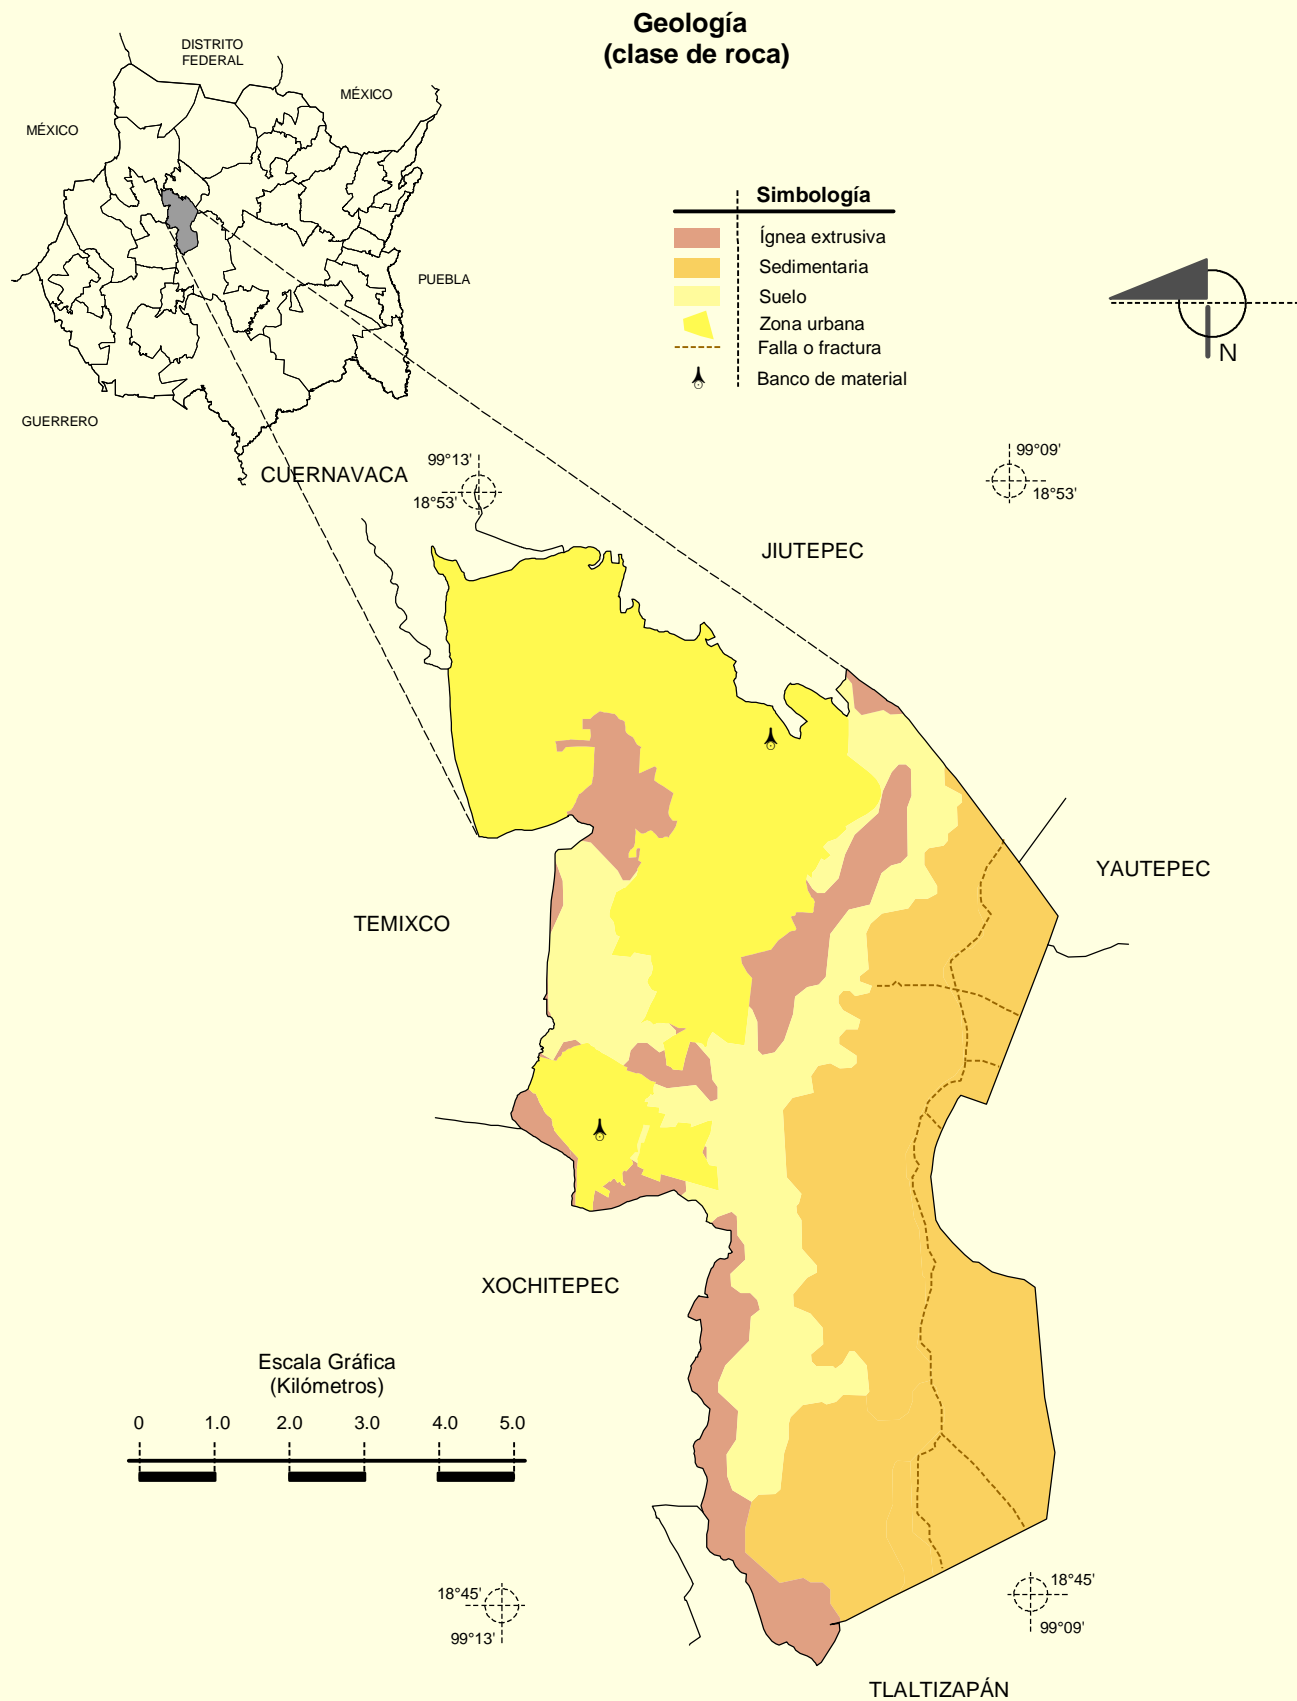 Geología
(clase de roca)
DISTRITO
FEDERAL
MÉXICO
MÉXICO
PUEBLA
GUERRERO
Simbología
Ígnea extrusiva
Sedimentaria
Suelo
Zona urbana
Falla o fractura
Banco de material
N
CUERNAVACA
99°13'
18°53'
99°09'
18°53'
JIUTEPEC
YAUTEPEC
TEMIXCO
XOCHITEPEC
Escala Gráfica
(Kilómetros)
0 1.0 2.0 3.0 4.0 5.0
18°45'
99°13'
18°45'
99°09'
TLALTIZAPÁN